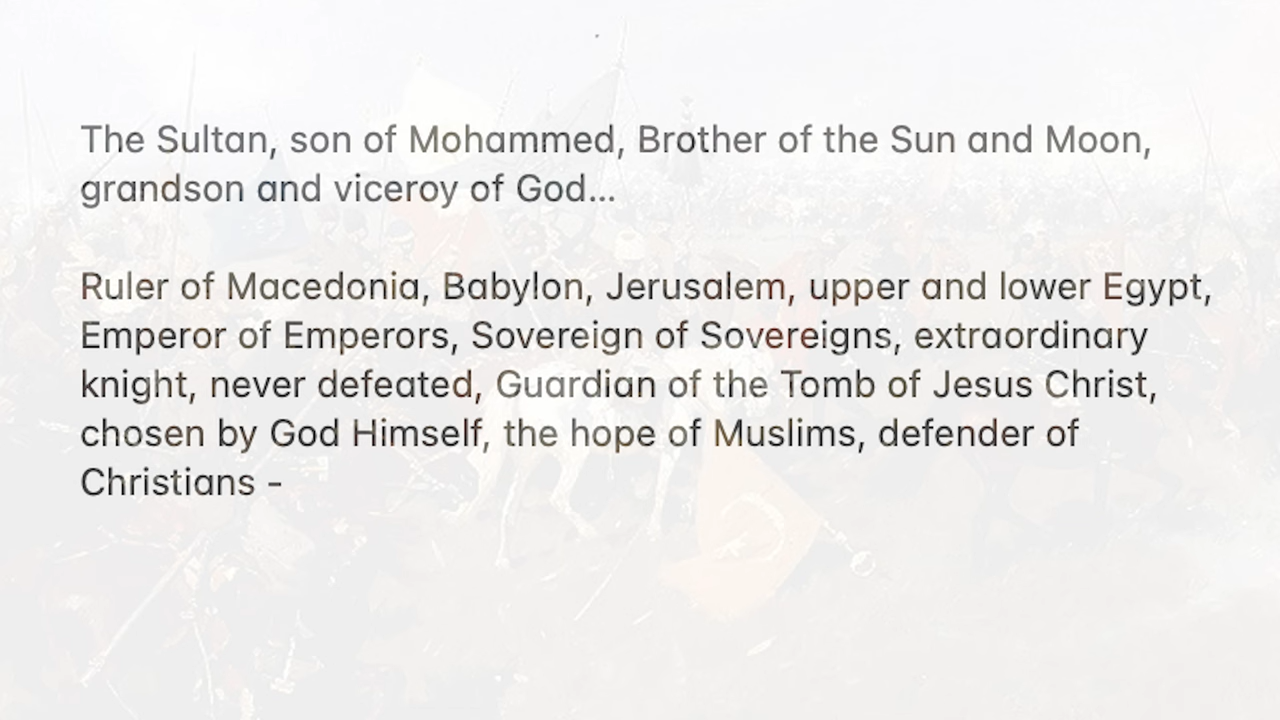 The Sultan, son of Mohammed, Brother of the Sun and Moon,
grandson and viceroy of God...
Ruler of Macedonia, Babylon, Jerusalem, upper and lower Egypt,
Emperor of Emperors, Sovereign of Sovereigns, extraordinary
knight, never defeated, Guardian of the Tomb of Jesus Christ,
chosen by God Himself, the hope of Muslims, defender of
Christians -